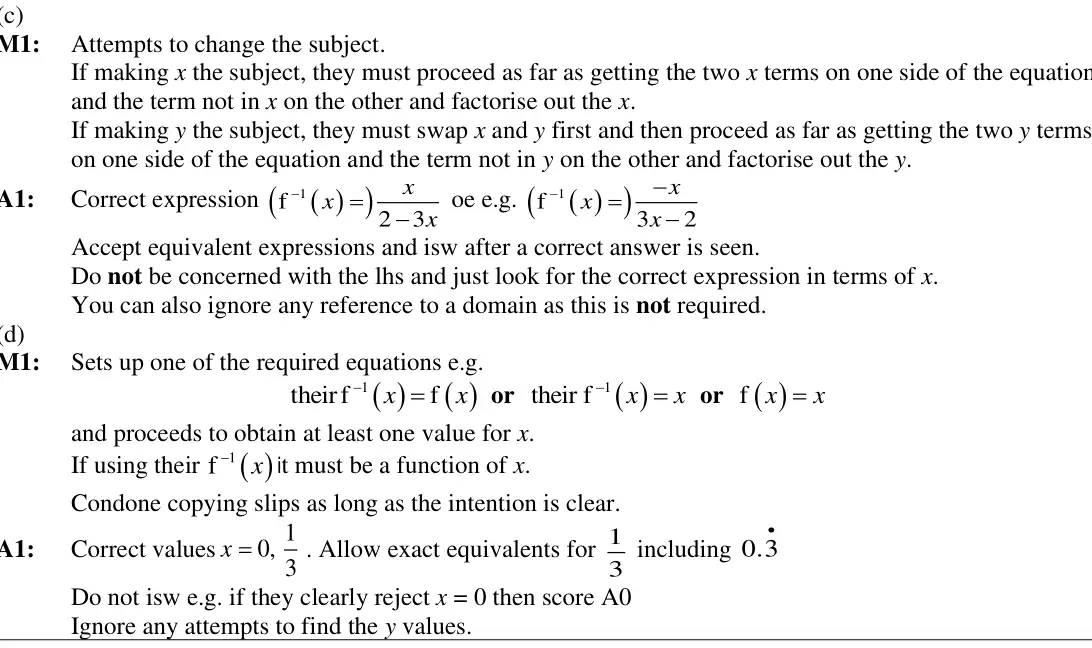 (c)
M1: Attempts to change the subject.
If making x the subject, they must proceed as far as getting the two x terms on one side of the equation
and the term not in x on the other and factorise out the x.
If making y the subject, they must swap x and y first and then proceed as far as getting the two y terms
on one side of the equation and the term not in y on the other and factorise out the y.
A1: Correct expression (f⁻¹(x)=) x/(2−3x) oe e.g. (f⁻¹(x)=) −x/(3x−2)
Accept equivalent expressions and isw after a correct answer is seen.
Do not be concerned with the lhs and just look for the correct expression in terms of x.
You can also ignore any reference to a domain as this is not required.
(d)
M1: Sets up one of the required equations e.g.
their f⁻¹(x) = f(x) or their f⁻¹(x) = x or f(x) = x
and proceeds to obtain at least one value for x.
If using their f⁻¹(x) it must be a function of x.
Condone copying slips as long as the intention is clear.
A1: Correct values x = 0, 1/3 . Allow exact equivalents for 1/3 including 0.3̇
Do not isw e.g. if they clearly reject x = 0 then score A0
Ignore any attempts to find the y values.